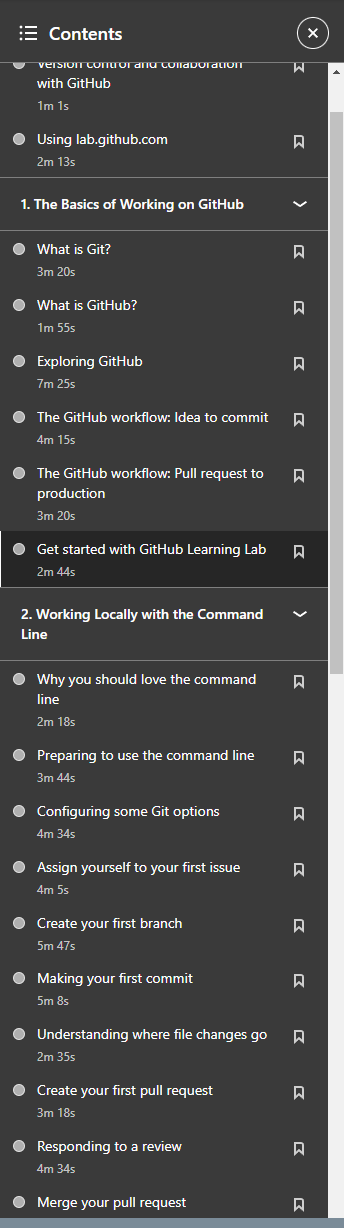 Contents
Version control and collaboration
with GitHub
1m 1s
Using lab.github.com
2m 13s
1. The Basics of Working on GitHub
What is Git?
3m 20s
What is GitHub?
1m 55s
Exploring GitHub
7m 25s
The GitHub workflow: Idea to commit
4m 15s
The GitHub workflow: Pull request to
production
3m 20s
Get started with GitHub Learning Lab
2m 44s
2. Working Locally with the Command
Line
Why you should love the command
line
2m 18s
Preparing to use the command line
3m 44s
Configuring some Git options
4m 34s
Assign yourself to your first issue
4m 5s
Create your first branch
5m 47s
Making your first commit
5m 8s
Understanding where file changes go
2m 35s
Create your first pull request
3m 18s
Responding to a review
4m 34s
Merge your pull request